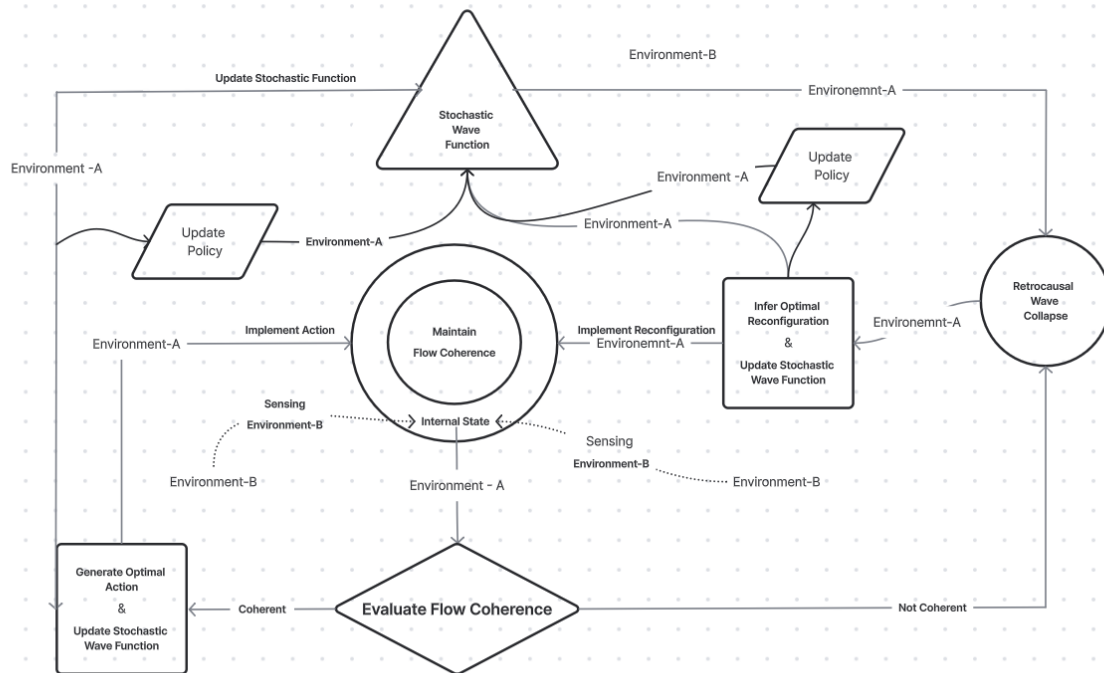 Environment-B
Update Stochastic Function
Environemnt-A
Stochastic
Wave
Function
Environment -A
Update
Policy
Environment -A
Update
Policy
Environment-A
Environment-A
Retrocausal
Wave
Collapse
Infer Optimal
Reconfiguration
&
Update Stochastic
Wave Function
Environemnt-A
Implement Action
Environment-A
Maintain
Flow Coherence
Implement Reconfiguration
Environemnt-A
Sensing
Environment-B
Internal State
Sensing
Environment-B
Environment-B
Environment-B
Environment - A
Generate Optimal
Action
&
Update Stochastic
Wave Function
Coherent
Evaluate Flow Coherence
Not Coherent